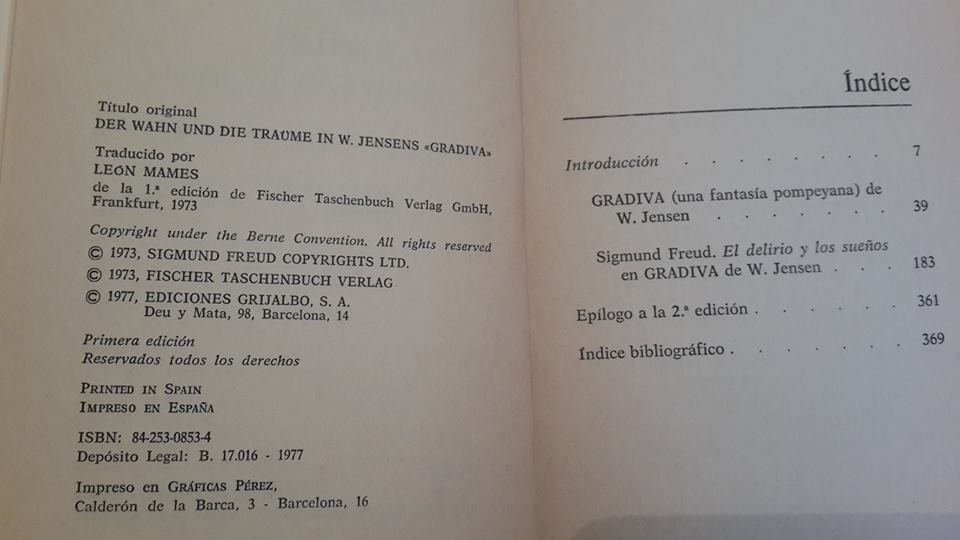 Título original
DER WAHN UND DIE TRAÜME IN W. JENSENS «GRADIVA»
Traducido por
LEÓN MAMES
de la 1.ª edición de Fischer Taschenbuch Verlag GmbH,
Frankfurt, 1973
Copyright under the Berne Convention. All rights reserved
© 1973, SIGMUND FREUD COPYRIGHTS LTD.
© 1973, FISCHER TASCHENBUCH VERLAG
© 1977, EDICIONES GRIJALBO, S. A.
Deu y Mata, 98, Barcelona, 14
Primera edición
Reservados todos los derechos
PRINTED IN SPAIN
IMPRESO EN ESPAÑA
ISBN: 84-253-0853-4
Depósito Legal: B. 17.016 - 1977
Impreso en GRÁFICAS PÉREZ,
Calderón de la Barca, 3 - Barcelona, 16
Índice
Introducción . . . . . . . . 7
GRADIVA (una fantasía pompeyana) de
W. Jensen . . . . . . . 39
Sigmund Freud. El delirio y los sueños
en GRADIVA de W. Jensen . . . 183
Epílogo a la 2.ª edición . . . . . . 361
Índice bibliográfico . . . . . . . 369